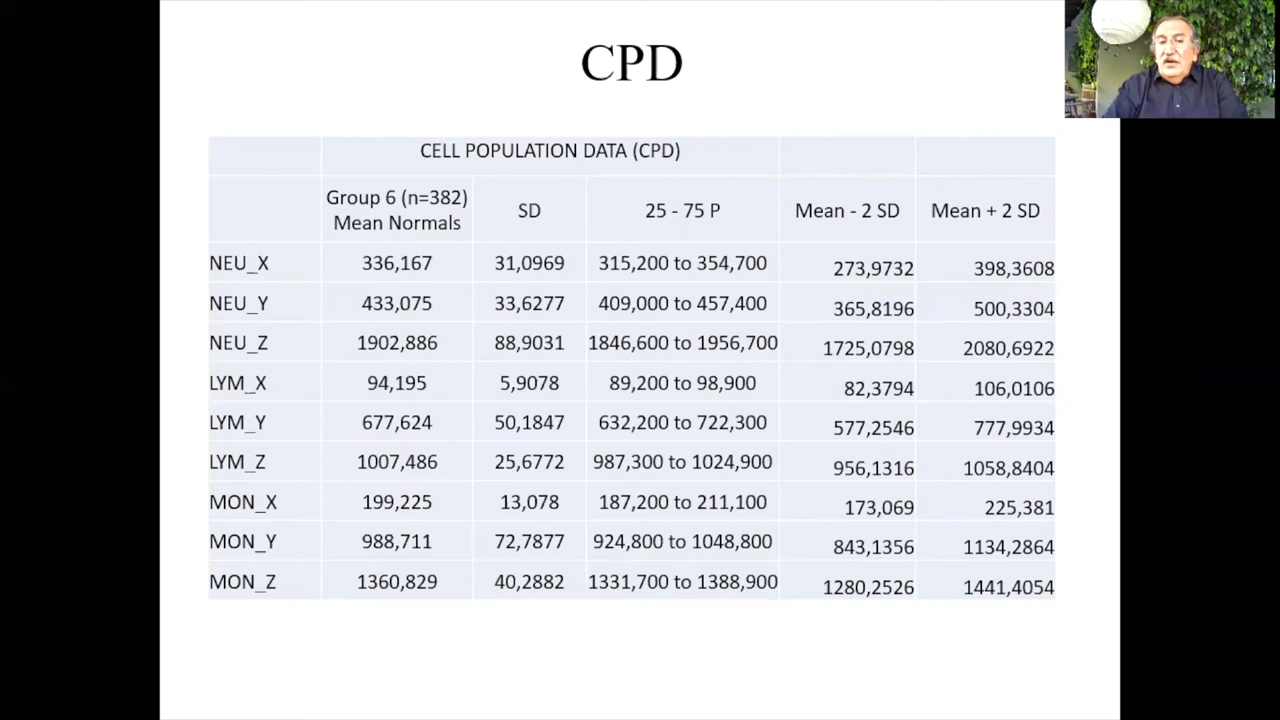 CPD
CELL POPULATION DATA (CPD)
Group 6 (n=382) Mean Normals SD 25 - 75 P Mean - 2 SD Mean + 2 SD
NEU_X 336,167 31,0969 315,200 to 354,700 273,9732 398,3608
NEU_Y 433,075 33,6277 409,000 to 457,400 365,8196 500,3304
NEU_Z 1902,886 88,9031 1846,600 to 1956,700 1725,0798 2080,6922
LYM_X 94,195 5,9078 89,200 to 98,900 82,3794 106,0106
LYM_Y 677,624 50,1847 632,200 to 722,300 577,2546 777,9934
LYM_Z 1007,486 25,6772 987,300 to 1024,900 956,1316 1058,8404
MON_X 199,225 13,078 187,200 to 211,100 173,069 225,381
MON_Y 988,711 72,7877 924,800 to 1048,800 843,1356 1134,2864
MON_Z 1360,829 40,2882 1331,700 to 1388,900 1280,2526 1441,4054